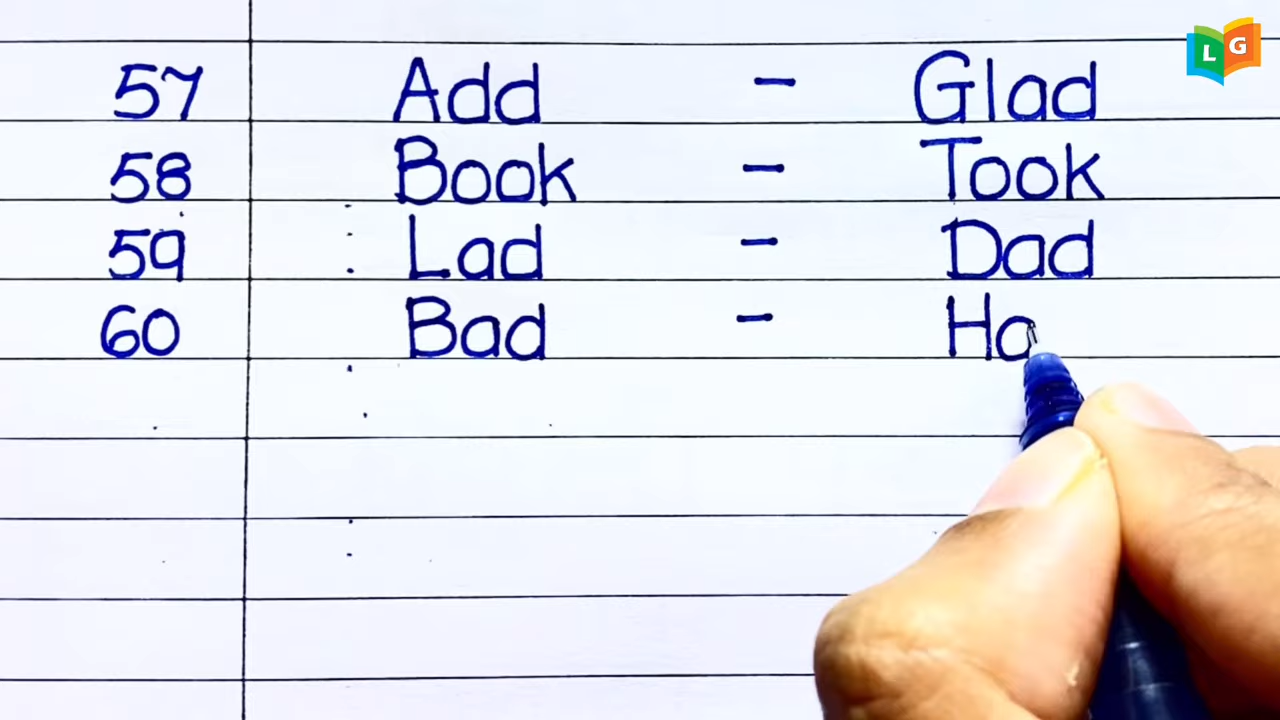 LG
57 Add - Glad
58 Book - Took
59 Lad - Dad
60 Bad - Ha